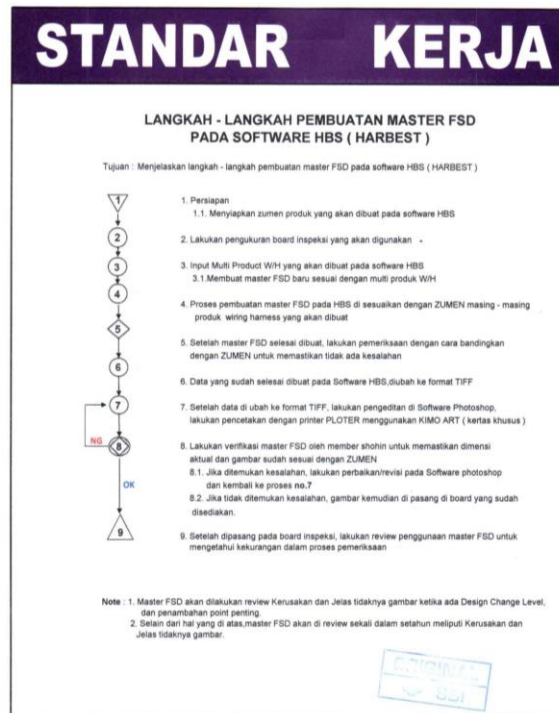 STANDAR KERJA
LANGKAH - LANGKAH PEMBUATAN MASTER FSD
PADA SOFTWARE HBS ( HARBEST )
Tujuan : Menjelaskan langkah - langkah pembuatan master FSD pada software HBS ( HARBEST )
1
1. Persiapan
1.1. Menyiapkan zumen produk yang akan dibuat pada software HBS
2
2. Lakukan pengukuran board inspeksi yang akan digunakan
3
3. Input Multi Product W/H yang akan dibuat pada software HBS
3.1.Membuat master FSD baru sesuai dengan multi produk W/H
4
4. Proses pembuatan master FSD pada HBS di sesuaikan dengan ZUMEN masing - masing
produk wiring harness yang akan dibuat
5
5. Setelah master FSD selesai dibuat, lakukan pemeriksaan dengan cara bandingkan
dengan ZUMEN untuk memastikan tidak ada kesalahan
6
6. Data yang sudah selesai dibuat pada Software HBS,diubah ke format TIFF
7
7. Setelah data di ubah ke format TIFF, lakukan pengeditan di Software Photoshop,
lakukan pencetakan dengan printer PLOTER menggunakan KIMO ART ( kertas khusus )
NG
8
8. Lakukan verifikasi master FSD oleh member shohin untuk memastikan dimensi
aktual dan gambar sudah sesuai dengan ZUMEN
8.1. Jika ditemukan kesalahan, lakukan perbaikan/revisi pada Software photoshop
dan kembali ke proses no.7
OK
8.2. Jika tidak ditemukan kesalahan, gambar kemudian di pasang di board yang sudah
disediakan.
9
9. Setelah dipasang pada board inspeksi, lakukan review penggunaan master FSD untuk
mengetahui kekurangan dalam proses pemeriksaan
Note : 1. Master FSD akan dilakukan review Kerusakan dan Jelas tidaknya gambar ketika ada Design Change Level,
dan penambahan point penting.
2. Selain dari hal yang di atas,master FSD akan di review sekali dalam setahun meliputi Kerusakan dan
Jelas tidaknya gambar.
ORIGINAL
SBI